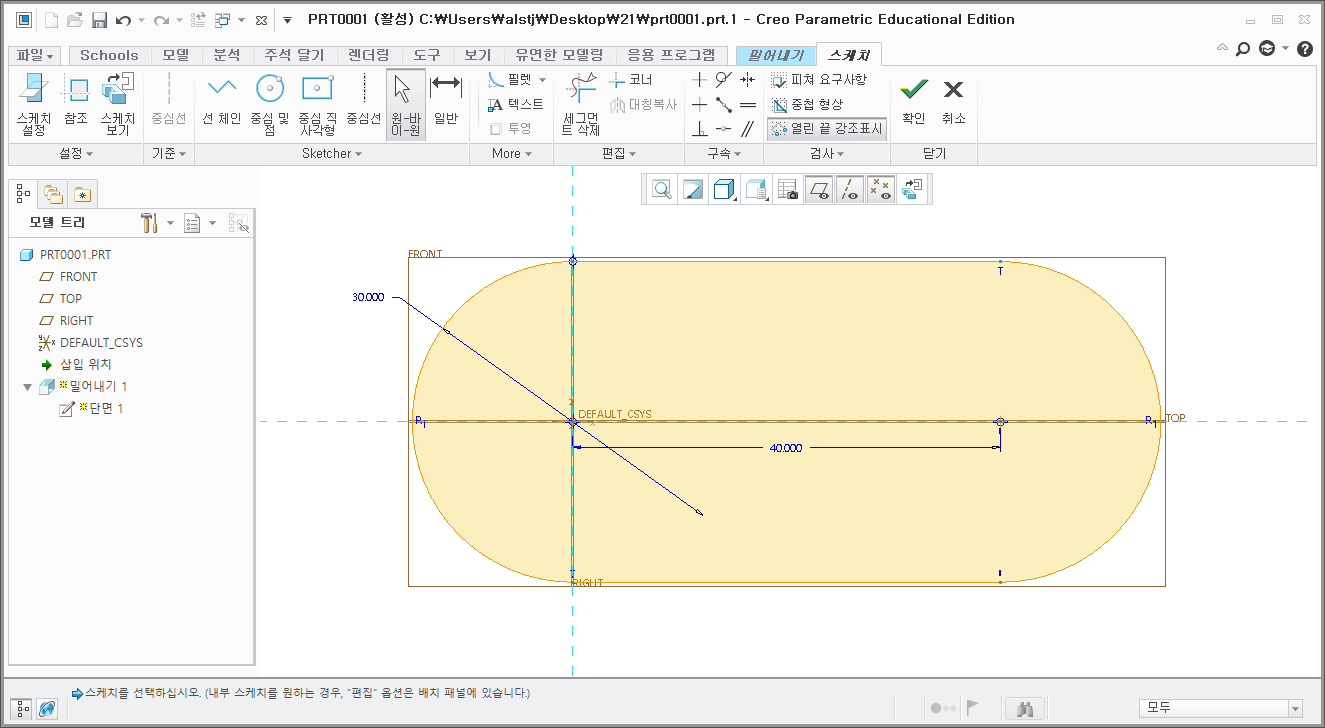 PRT0001 (활성) C:₩Users₩alstj₩Desktop₩21₩prt0001.prt.1 - Creo Parametric Educational Edition
파일 Schools 모델 분석 주석 달기 렌더링 도구 보기 유연한 모델링 응용 프로그램 밀어내기 스케치
스케치 설정
참조
스케치 보기
중심선
선 체인
중심 및 점
중심 직사각형
중심선
원-바이-원
일반
필렛
텍스트
투영
세그먼트 삭제
코너
대칭복사
피쳐 요구사항
중첩 형상
열린 끝 강조표시
확인
취소
설정 기준 Sketcher More 편집 구속 검사 닫기
모델 트리
PRT0001.PRT
FRONT
TOP
RIGHT
DEFAULT_CSYS
삽입 위치
밀어내기 1
단면 1
FRONT
T
30.000
DEFAULT_CSYS
R1
R1
TOP
40.000
RIGHT
스케치를 선택하십시오. (내부 스케치를 원하는 경우, "편집" 옵션은 배치 패널에 있습니다.)
모두